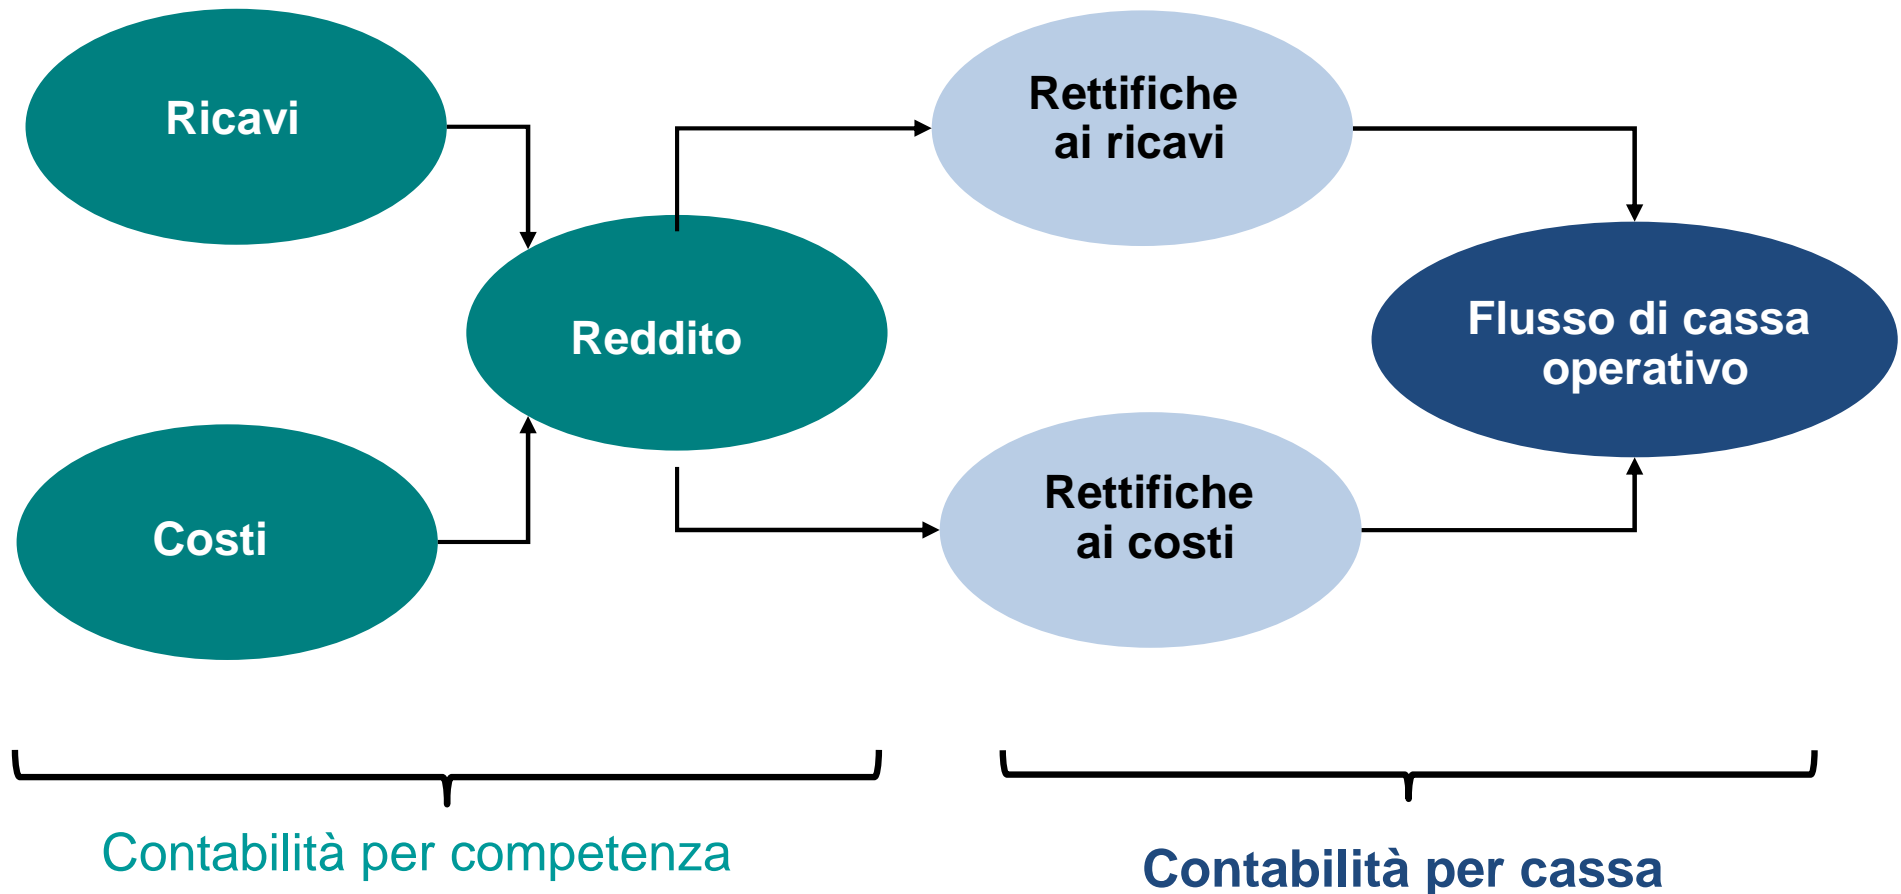 Ricavi
Rettifiche
ai ricavi
Reddito
Flusso di cassa
operativo
Costi
Rettifiche
ai costi
Contabilità per competenza
Contabilità per cassa